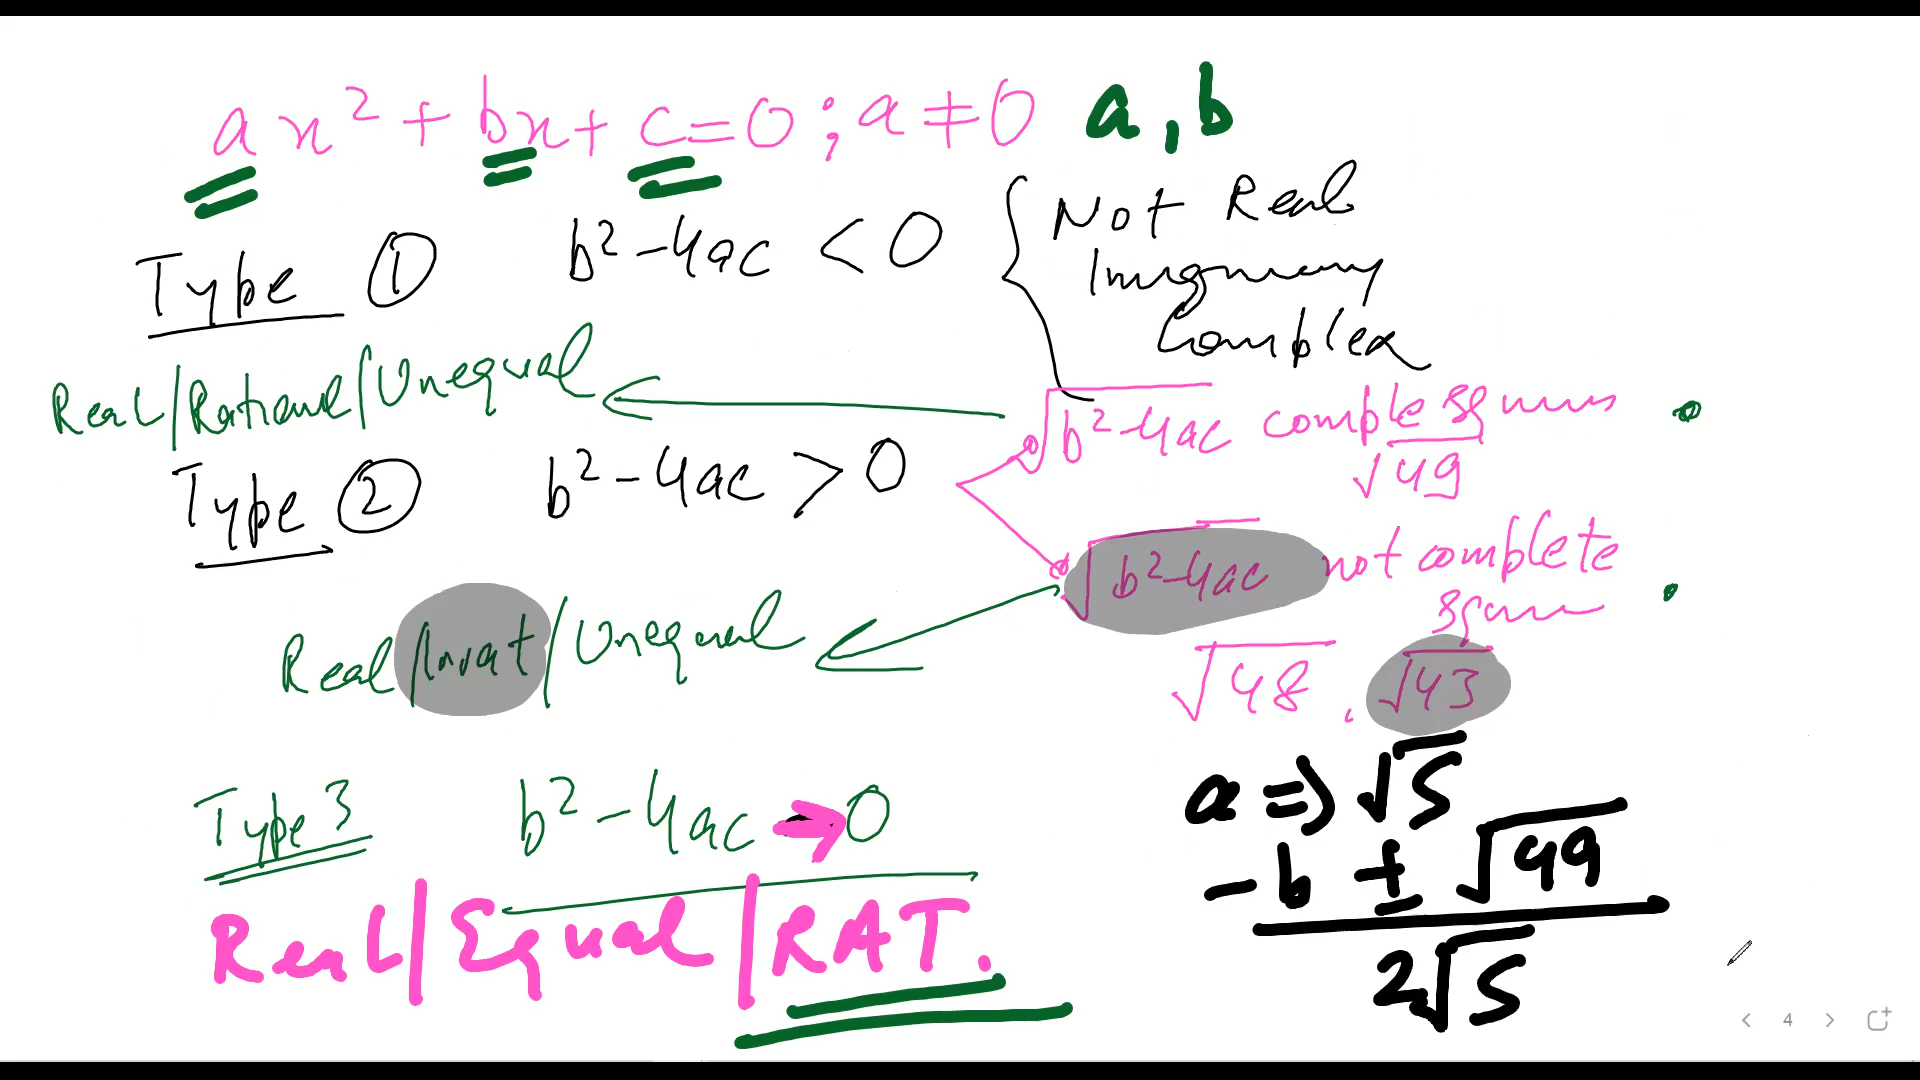 ax² + bx + c = 0 ; a ≠ 0 a, b
Type ① b² - 4ac < 0
Not Real
Imaginary
Complex
Real/Rational/Unequal
√b² - 4ac comple square
√49
Type ② b² - 4ac > 0
√b² - 4ac not complete
square
Real/Irrat/Unequal
√48 , √43
a ⇒ √5
Type 3 b² - 4ac → 0
-b ± √49
2√5
Real/Equal/RAT.
4